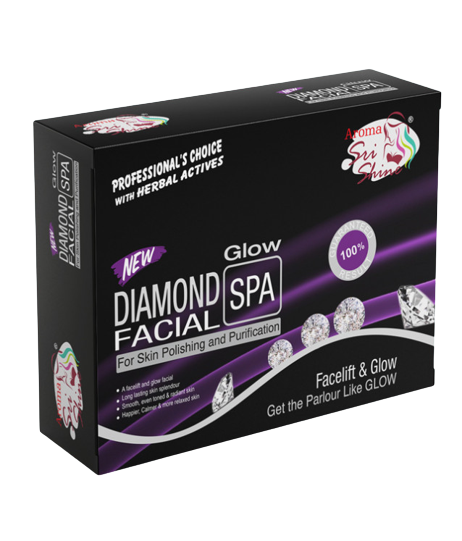 NEW
DIAMOND SPA
FACIAL
Aroma
Sri
Shine
®
PROFESSIONAL'S CHOICE
WITH HERBAL ACTIVES
NEW
Glow
DIAMOND
FACIAL
SPA
For Skin Polishing and Purification
• A facelift and glow facial
• Long lasting skin splendour
• Smooth, even toned & radiant skin
• Happier, Calmer & more relaxed skin
100%
Facelift & Glow
Get the Parlour Like GLOW
NEW
Glow
DIAMOND
FACIAL
SPA
Aroma
Sri
Shine